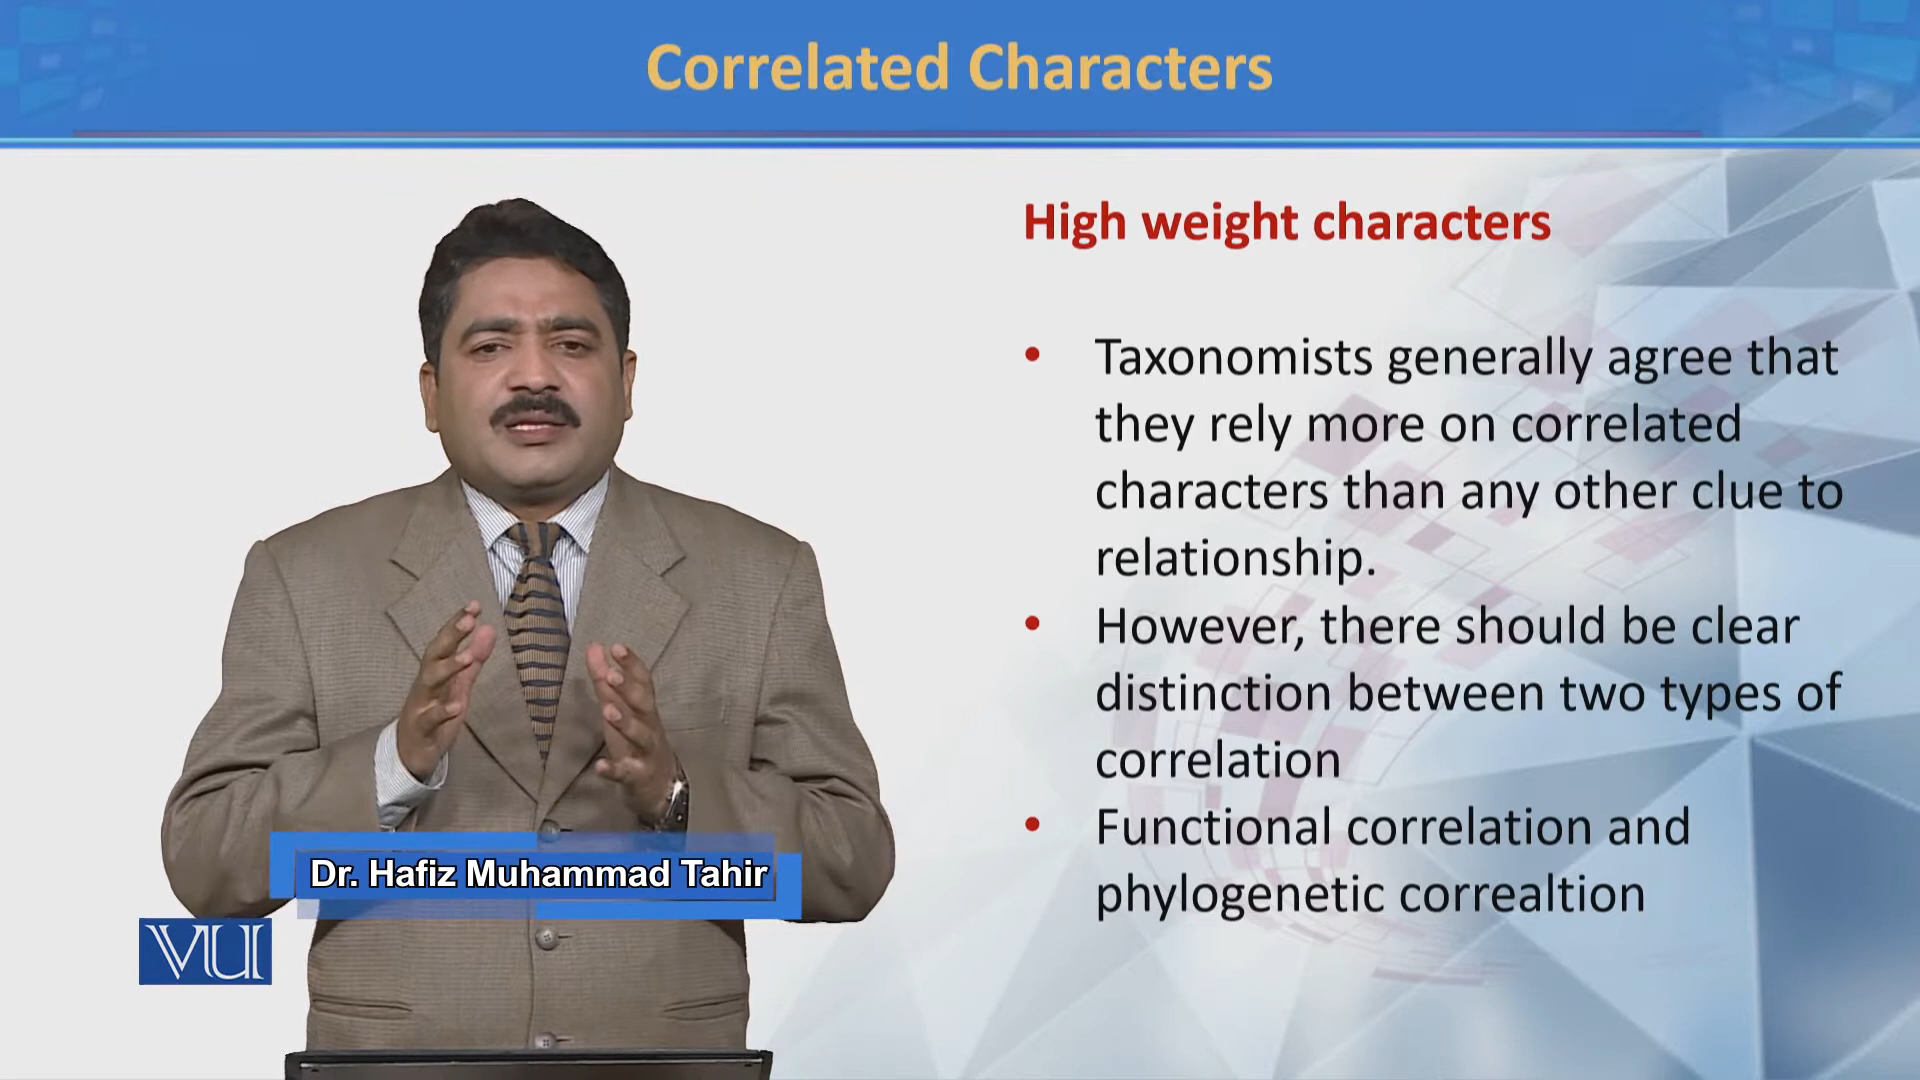 Correlated Characters
High weight characters
• Taxonomists generally agree that
they rely more on correlated
characters than any other clue to
relationship.
• However, there should be clear
distinction between two types of
correlation
• Functional correlation and
phylogenetic correaltion
Dr. Hafiz Muhammad Tahir
VU